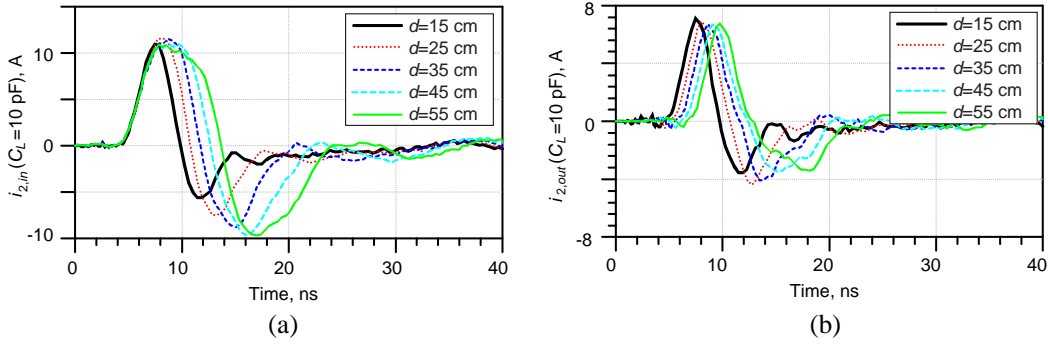 i2,in(CL=10 pF), A
10
0
-10
d=15 cm
d=25 cm
d=35 cm
d=45 cm
d=55 cm
0 10 20 30 40
Time, ns
(a)
i2,out(CL=10 pF), A
8
4
0
-4
-8
d=15 cm
d=25 cm
d=35 cm
d=45 cm
d=55 cm
0 10 20 30 40
Time, ns
(b)